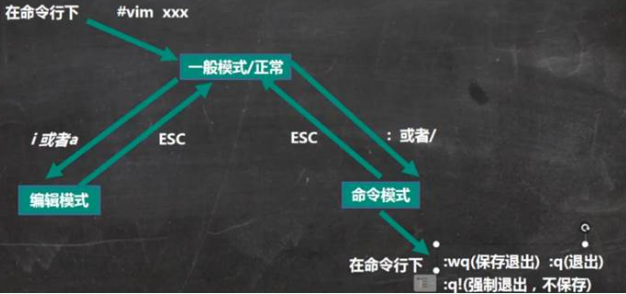 在命令行下 #vim xxx
一般模式/正常
i 或者a
ESC
ESC
: 或者/
编辑模式
命令模式
在命令行下
:wq(保存退出) :q(退出)
:q!(强制退出，不保存)